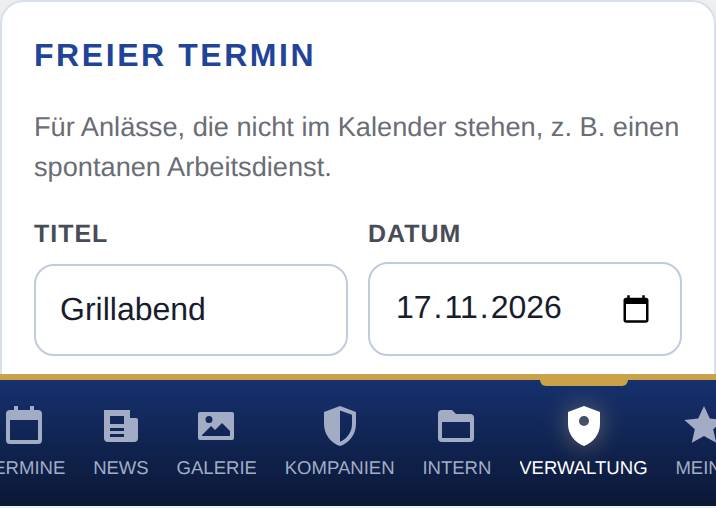 FREIER TERMIN
Für Anlässe, die nicht im Kalender stehen, z. B. einen
spontanen Arbeitsdienst.
TITEL DATUM
Grillabend 17.11.2026
ERMINE NEWS GALERIE KOMPANIEN INTERN VERWALTUNG MEIN